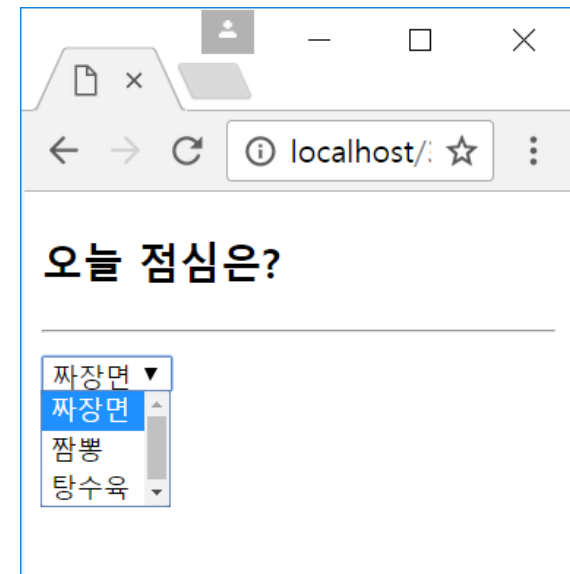 localhost/
오늘 점심은?
짜장면 ▼
짜장면
짬뽕
탕수육